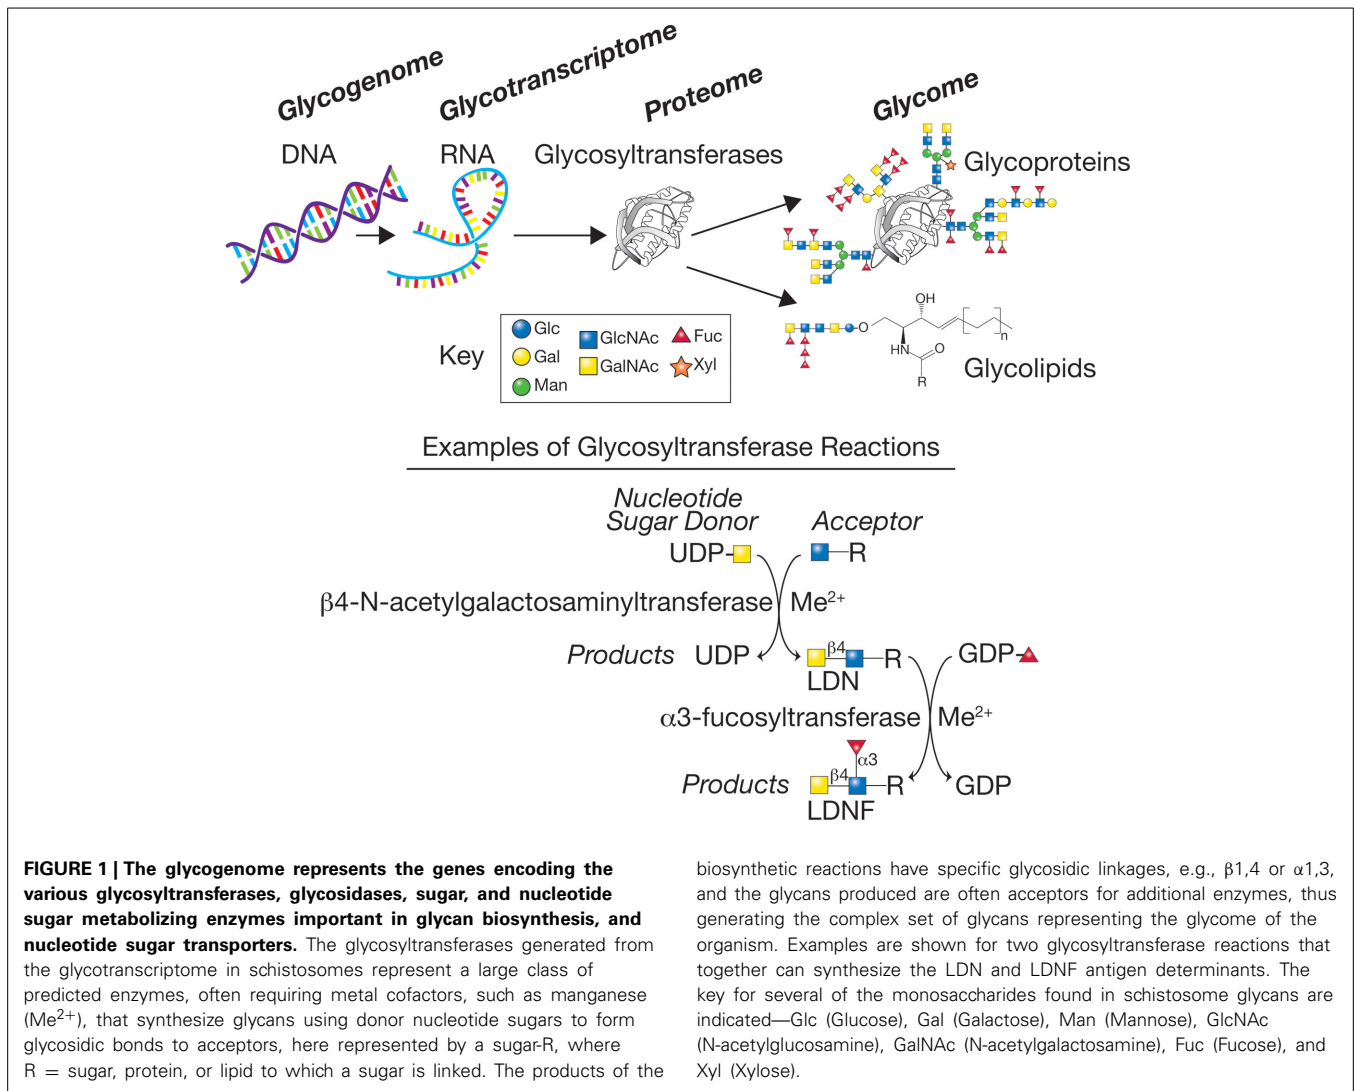 Glycogenome
Glycotranscriptome
Proteome
Glycome
DNA
RNA
Glycosyltransferases
Glycoproteins
OH
O
n
HN
O
R
Glycolipids
Key
Glc
Gal
Man
GlcNAc
GalNAc
Fuc
Xyl
Examples of Glycosyltransferase Reactions
Nucleotide
Sugar Donor
Acceptor
UDP-
R
β4-N-acetylgalactosaminyltransferase
Me²⁺
Products
UDP
β4
R
LDN
GDP-
α3-fucosyltransferase
Me²⁺
α3
Products
β4
R
LDNF
GDP
FIGURE 1 | The glycogenome represents the genes encoding the
various glycosyltransferases, glycosidases, sugar, and nucleotide
sugar metabolizing enzymes important in glycan biosynthesis, and
nucleotide sugar transporters. The glycosyltransferases generated from
the glycotranscriptome in schistosomes represent a large class of
predicted enzymes, often requiring metal cofactors, such as manganese
(Me²⁺), that synthesize glycans using donor nucleotide sugars to form
glycosidic bonds to acceptors, here represented by a sugar-R, where
R = sugar, protein, or lipid to which a sugar is linked. The products of the
biosynthetic reactions have specific glycosidic linkages, e.g., β1,4 or α1,3,
and the glycans produced are often acceptors for additional enzymes, thus
generating the complex set of glycans representing the glycome of the
organism. Examples are shown for two glycosyltransferase reactions that
together can synthesize the LDN and LDNF antigen determinants. The
key for several of the monosaccharides found in schistosome glycans are
indicated—Glc (Glucose), Gal (Galactose), Man (Mannose), GlcNAc
(N-acetylglucosamine), GalNAc (N-acetylgalactosamine), Fuc (Fucose), and
Xyl (Xylose).